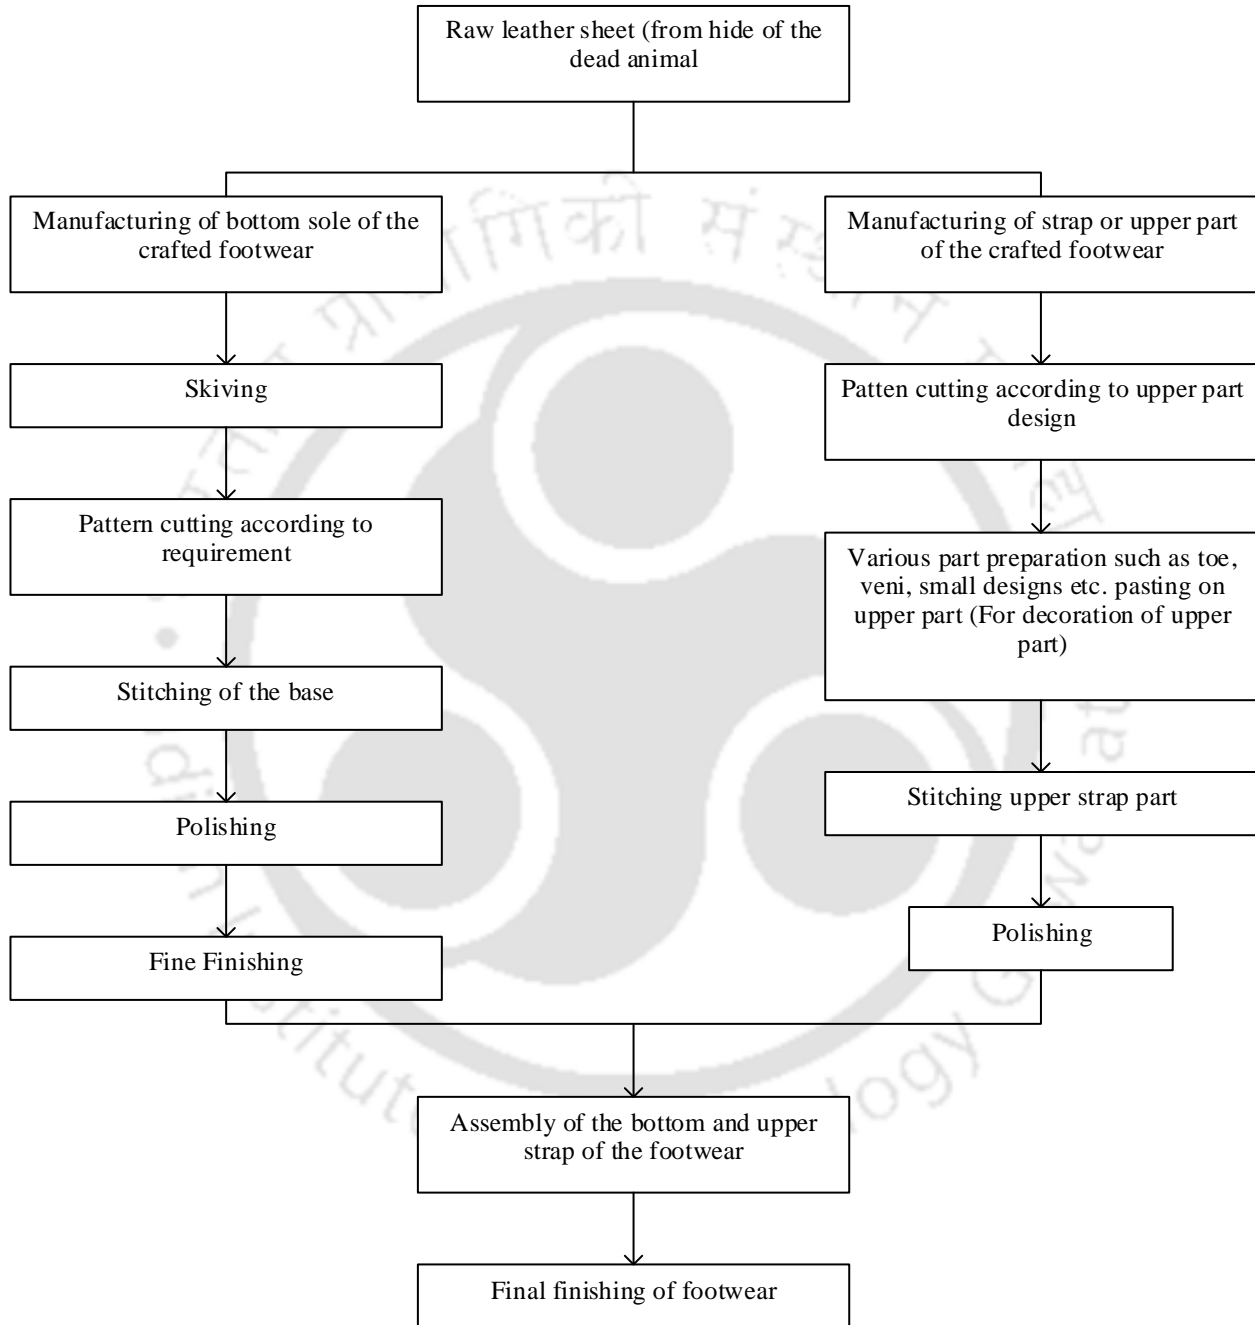 Raw leather sheet (from hide of the
dead animal
Manufacturing of bottom sole of the
crafted footwear
Manufacturing of strap or upper part
of the crafted footwear
Skiving
Patten cutting according to upper part
design
Pattern cutting according to
requirement
Various part preparation such as toe,
veni, small designs etc. pasting on
upper part (For decoration of upper
part)
Stitching of the base
Stitching upper strap part
Polishing
Polishing
Fine Finishing
Assembly of the bottom and upper
strap of the footwear
Final finishing of footwear